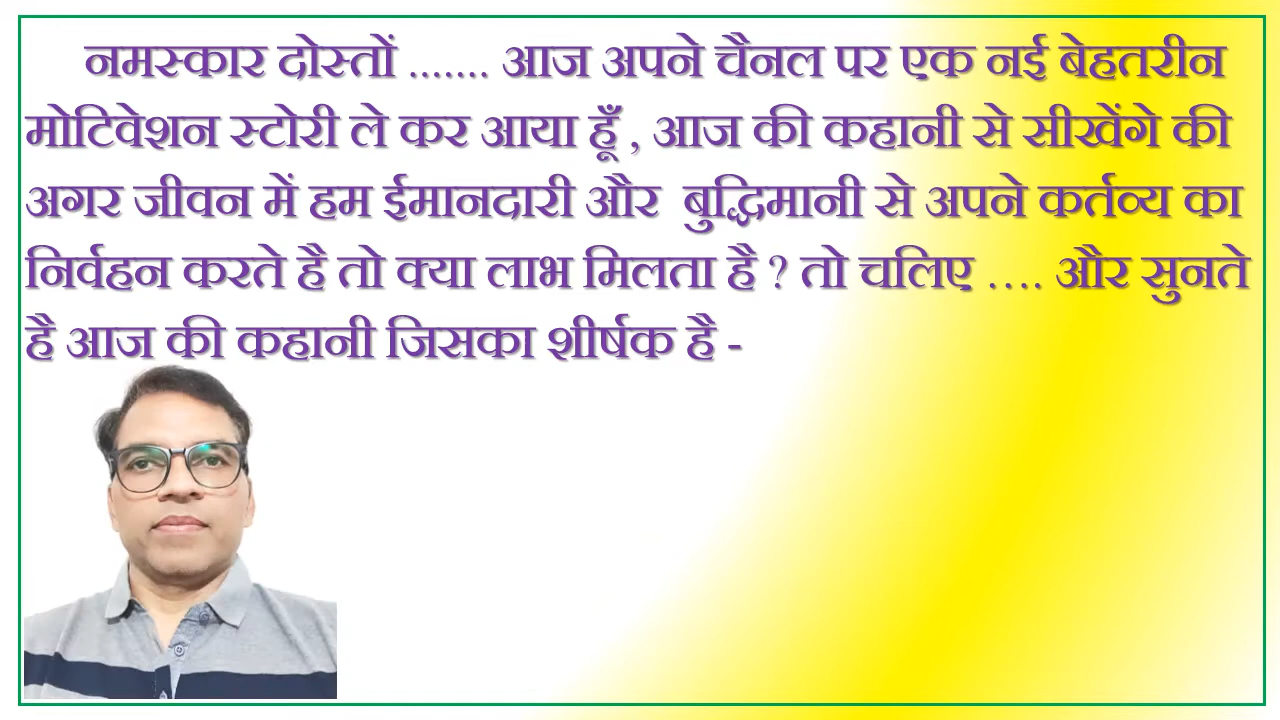 नमस्कार दोस्तों ....... आज अपने चैनल पर एक नई बेहतरीन
मोटिवेशन स्टोरी ले कर आया हूँ , आज की कहानी से सीखेंगे की
अगर जीवन में हम ईमानदारी और बुद्धिमानी से अपने कर्तव्य का
निर्वहन करते है तो क्या लाभ मिलता है ? तो चलिए .... और सुनते
है आज की कहानी जिसका शीर्षक है -